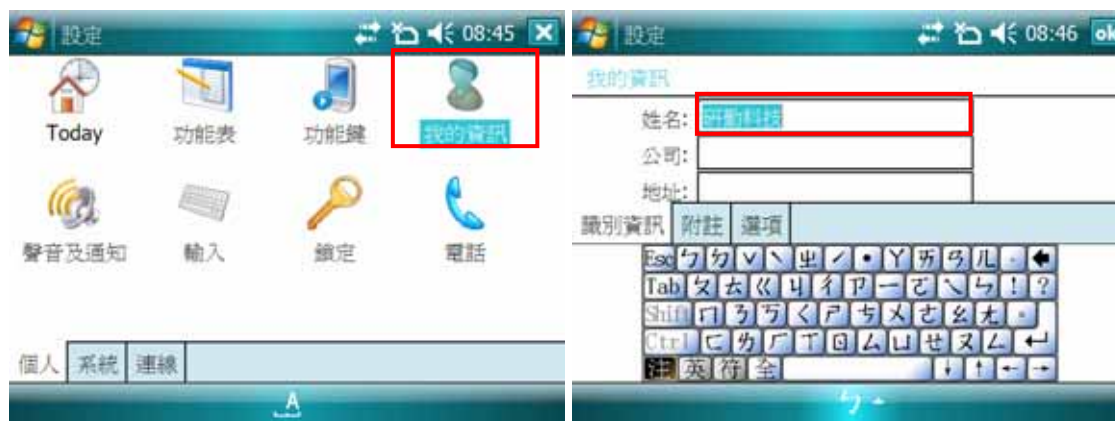 設定 08:45
Today 功能表 功能鍵 我的資訊
聲音及通知 輸入 鎖定 電話
個人 系統 連線
A
設定 08:46 ok
我的資訊
姓名: 研勤科技
公司:
地址:
識別資訊 附註 選項
Esc ㄅ ㄉ ˇ ˋ ㄓ ˊ ˙ ㄚ ㄞ ㄢ ㄦ
Tab ㄆ ㄊ ㄍ ㄐ ㄔ ㄗ ㄧ ㄛ ㄟ ㄣ ! ?
Shift ㄇ ㄋ ㄎ ㄑ ㄕ ㄘ ㄨ ㄜ ㄠ ㄤ
Ctrl ㄈ ㄌ ㄏ ㄒ ㄖ ㄙ ㄩ ㄝ ㄡ ㄥ ↵
注 英 符 全 ↓ ↑ ← →
ㄅ